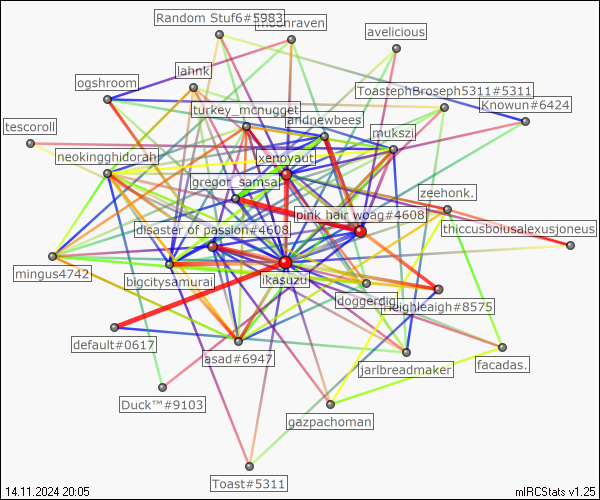 Random Stuf6#5983
moonraven
avelicious
lahnk
ogshroom
ToastephBroseph5311#5311
Knowun#6424
turkey_mcnugget
andnewbees
tescoroll
mukszi
neokingghidorah
xenoyaut
gregor_samsai
zeehonk.
pink hair woag#4608
disaster of passion#4608
thiccusboiusalexusjoneus
mingus4742
bigcitysamurai
ikasuzu
doggerdig
#8575
default#0617
asad#6947
jarlbreadmaker
facadas.
Duck™#9103
gazpachoman
Toast#5311
14.11.2024 20:05
mIRCStats v1.25